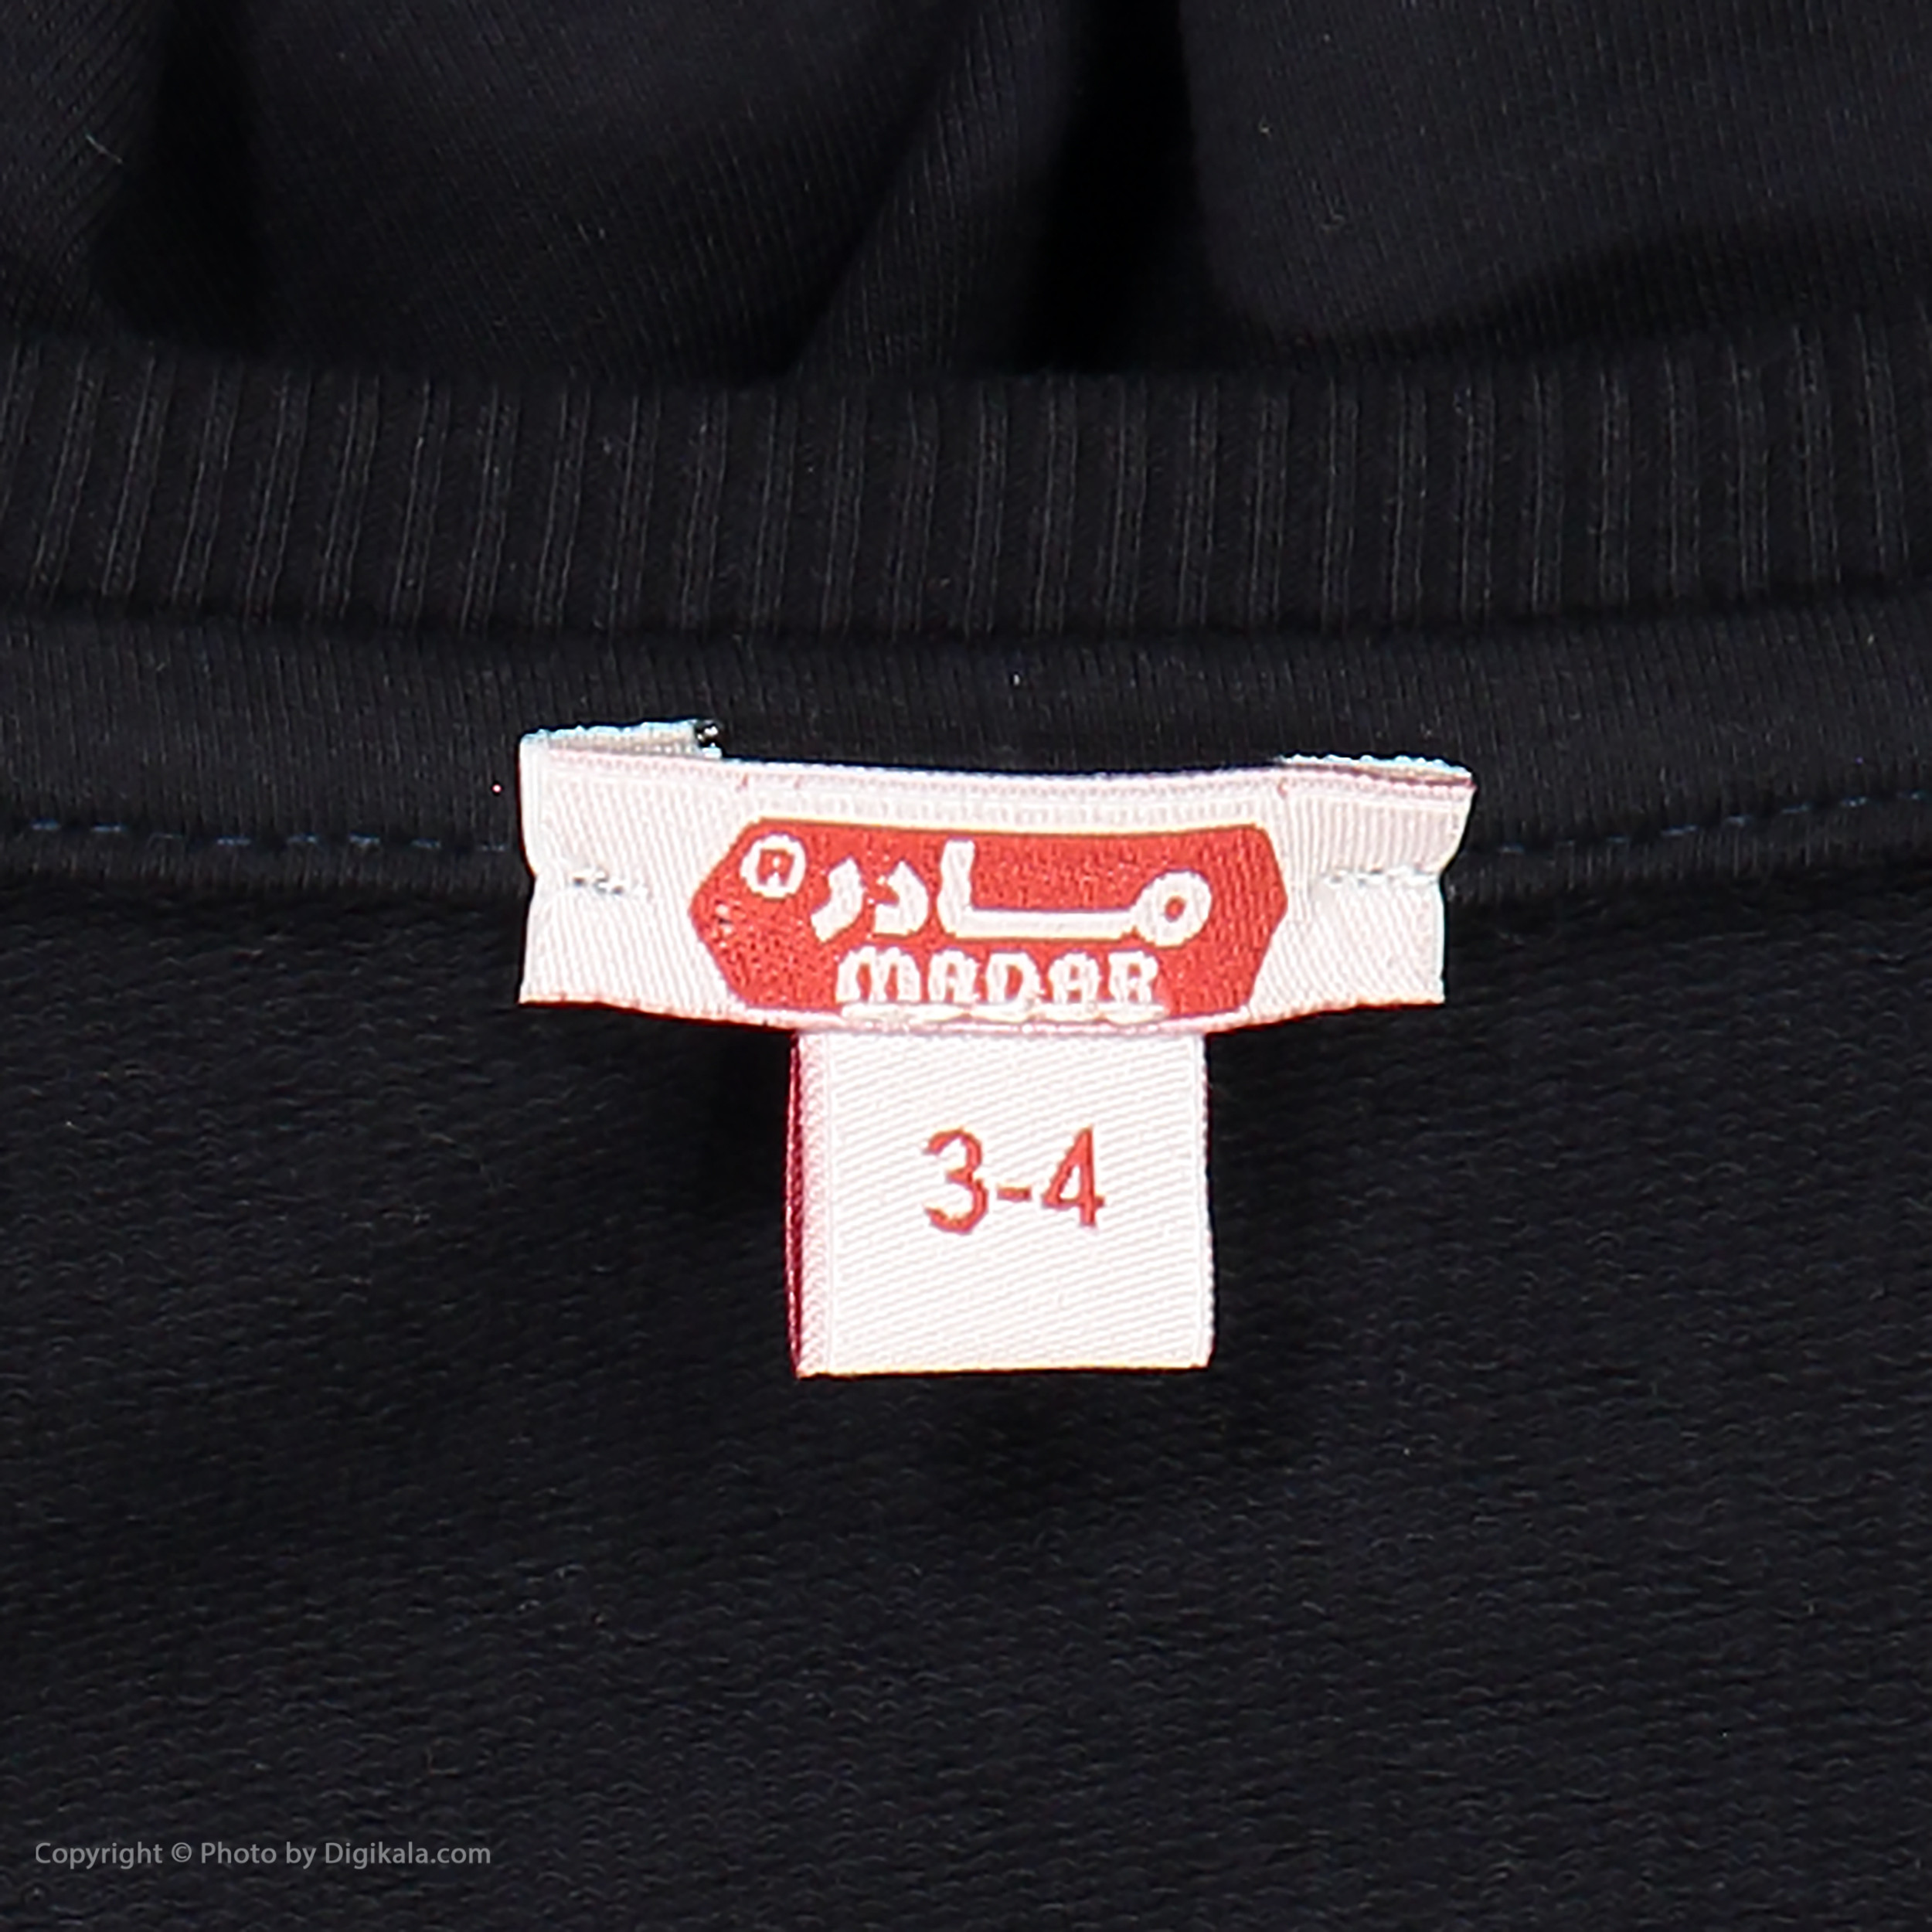 مادر ®
MADAR
3-4
Copyright © Photo by Digikala.com